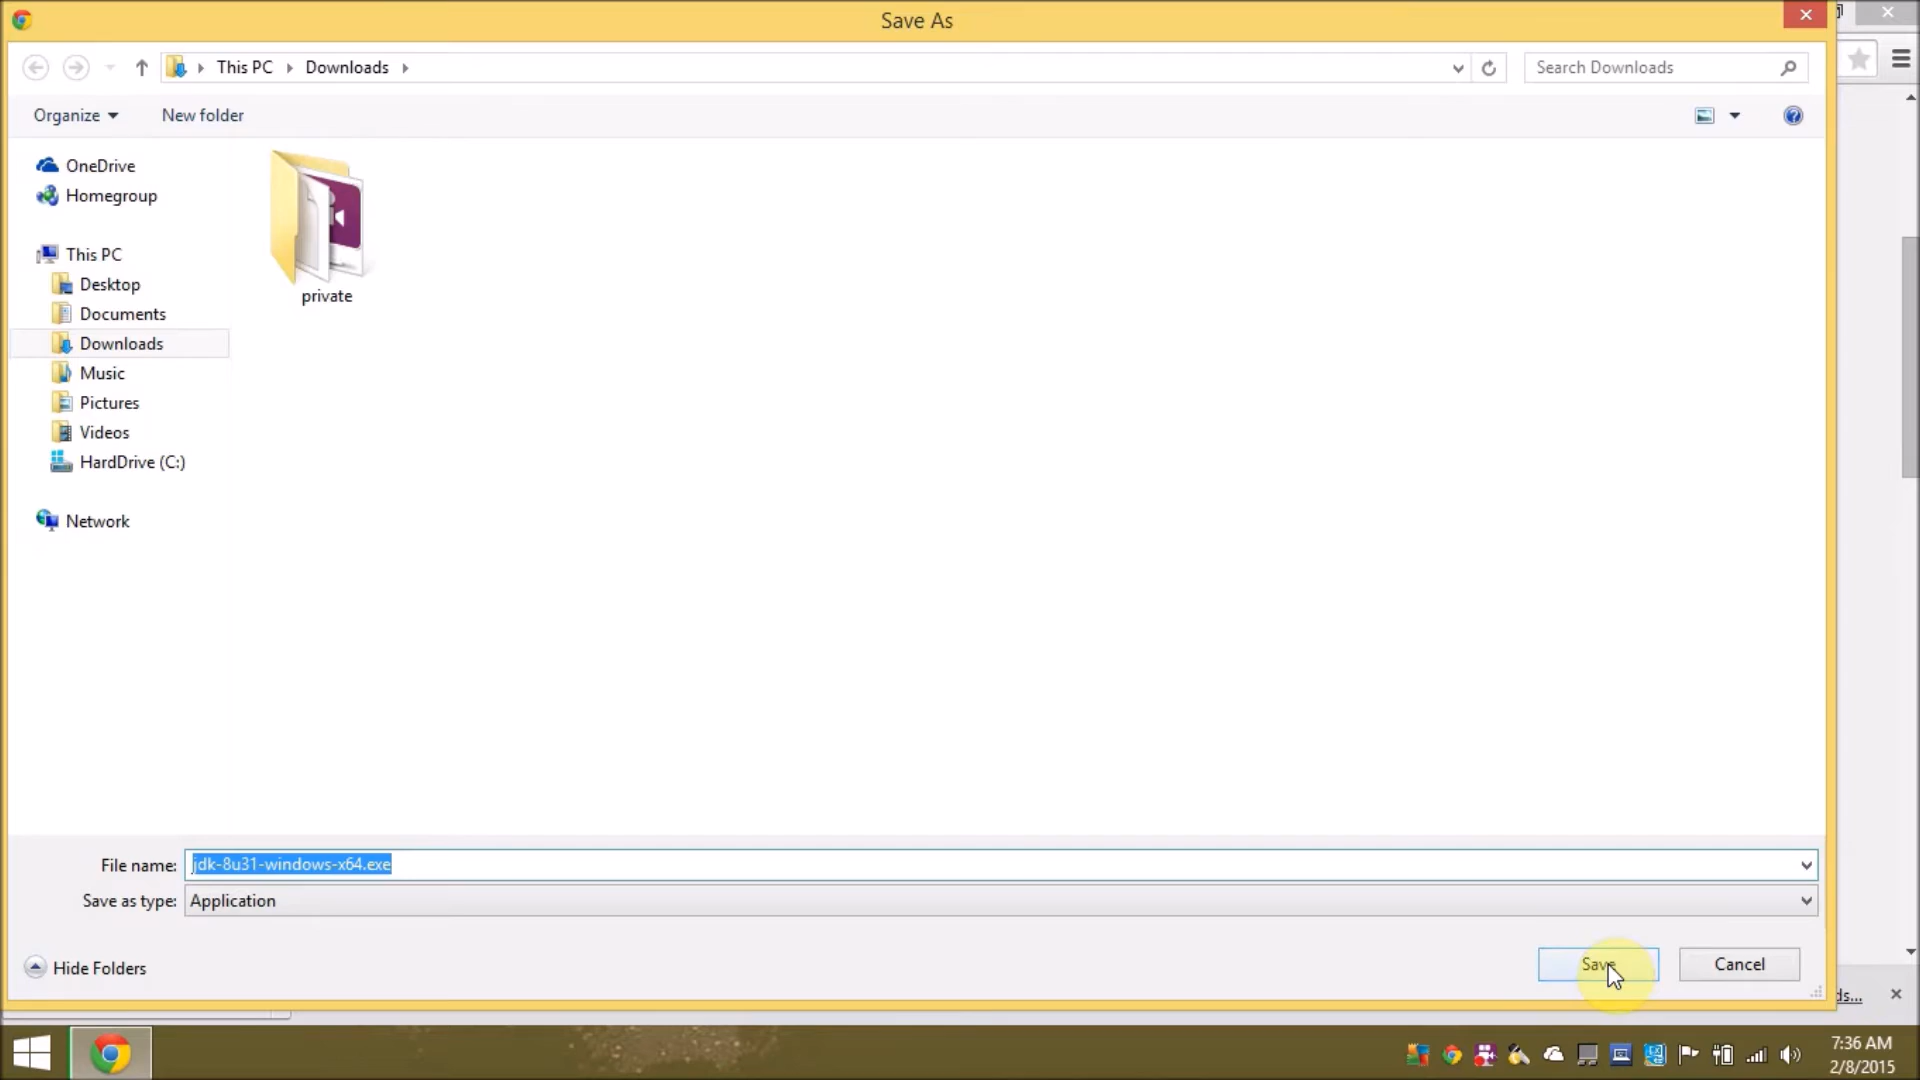 Save As
This PC
Downloads
Search Downloads
Organize
New folder
OneDrive
Homegroup
This PC
Desktop
Documents
Downloads
Music
Pictures
Videos
HardDrive (C:)
Network
private
File name:
jdk-8u31-windows-x64.exe
Save as type:
Application
Hide Folders
Save
Cancel
ds...
7:36 AM
2/8/2015